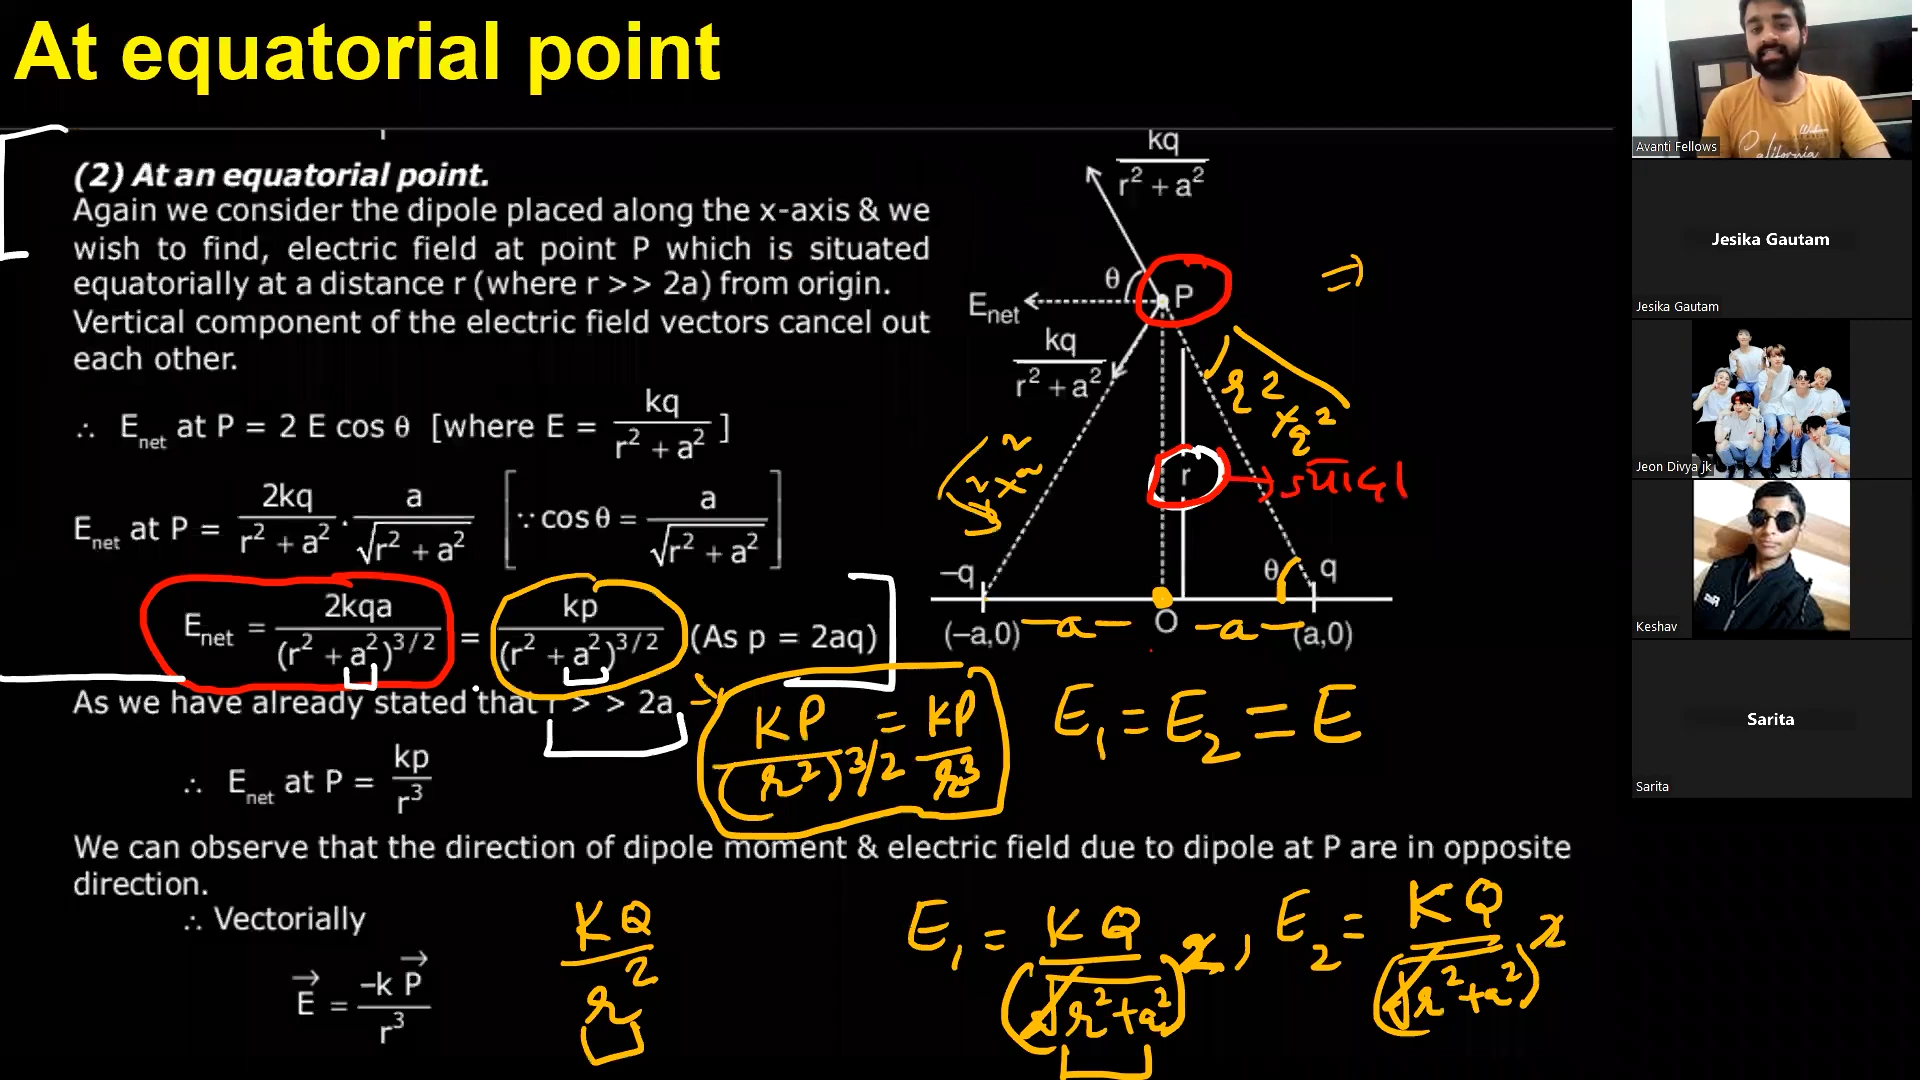 At equatorial point
(2) At an equatorial point.
Again we consider the dipole placed along the x-axis & we
wish to find, electric field at point P which is situated
equatorially at a distance r (where r >> 2a) from origin.
Vertical component of the electric field vectors cancel out
each other.
∴ E_net at P = 2 E cos θ [where E = kq/(r² + a²)]
E_net at P = 2kq/(r² + a²) · a/√(r² + a²) [∵ cos θ = a/√(r² + a²)]
E_net = 2kqa/(r² + a²)^3/2 = kp/(r² + a²)^3/2 (As p = 2aq)
As we have already stated that r > > 2a
∴ E_net at P = kp/r³
We can observe that the direction of dipole moment & electric field due to dipole at P are in opposite
direction.
∴ Vectorially
E⃗ = -k P⃗/r³
kq/(r² + a²)
θ
P
E_net
kq/(r² + a²)
r
-q
θ
q
(-a,0)
-a-
O
-a-
(a,0)
⇒
KP/(r²)^3/2 = KP/r³
E₁ = E₂ = E
KQ/r²
E₁ = KQ/(√r²+a²)², E₂ = KQ/(√r²+a²)²
Avanti Fellows
Jesika Gautam
Jesika Gautam
Jeon Divya jk
Keshav
Sarita
Sarita